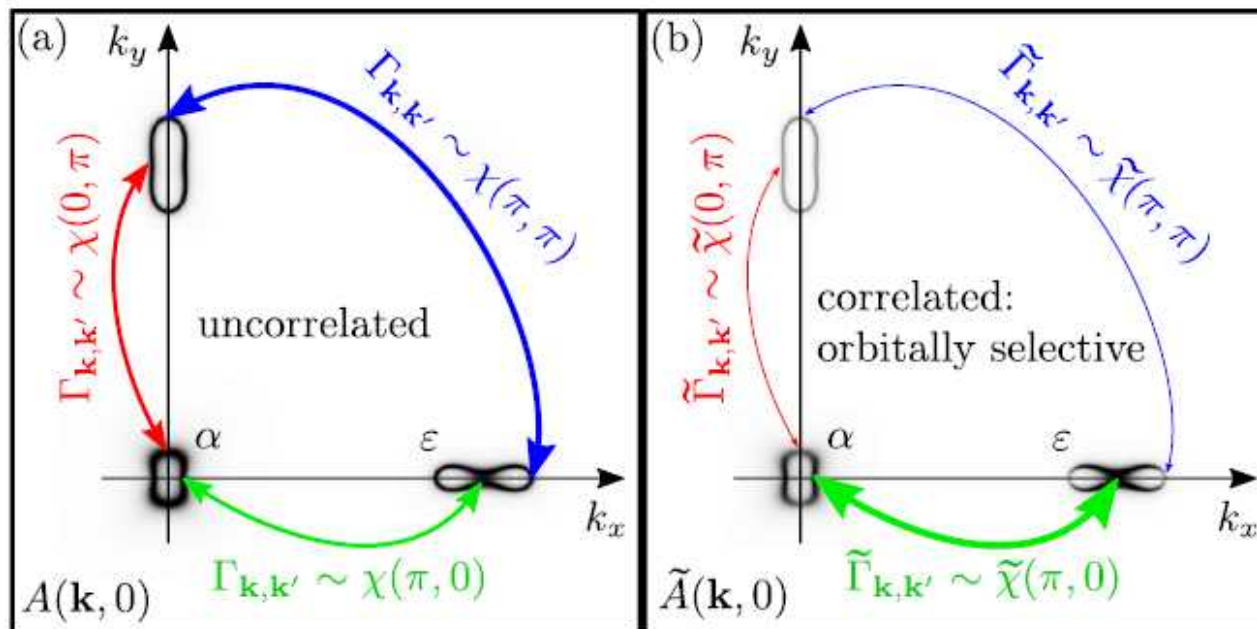 (a)
k_y
Γ_{k,k′} ∼ χ(π, π)
Γ_{k,k′} ∼ χ(0, π)
uncorrelated
α
ε
k_x
Γ_{k,k′} ∼ χ(π, 0)
A(k, 0)
(b)
k_y
Γ̃_{k,k′} ∼ χ̃(π, π)
Γ̃_{k,k′} ∼ χ̃(0, π)
correlated:
orbitally selective
α
ε
k_x
Γ̃_{k,k′} ∼ χ̃(π, 0)
Ã(k, 0)